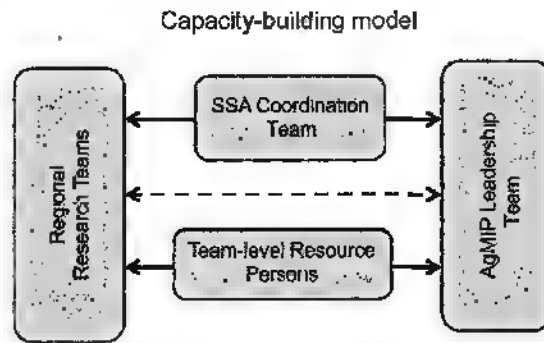 Capacity-building model
SSA Coordination
Team
Regional
Research Teams
AgMIP Leadership
Team
Team-level Resource
Persons